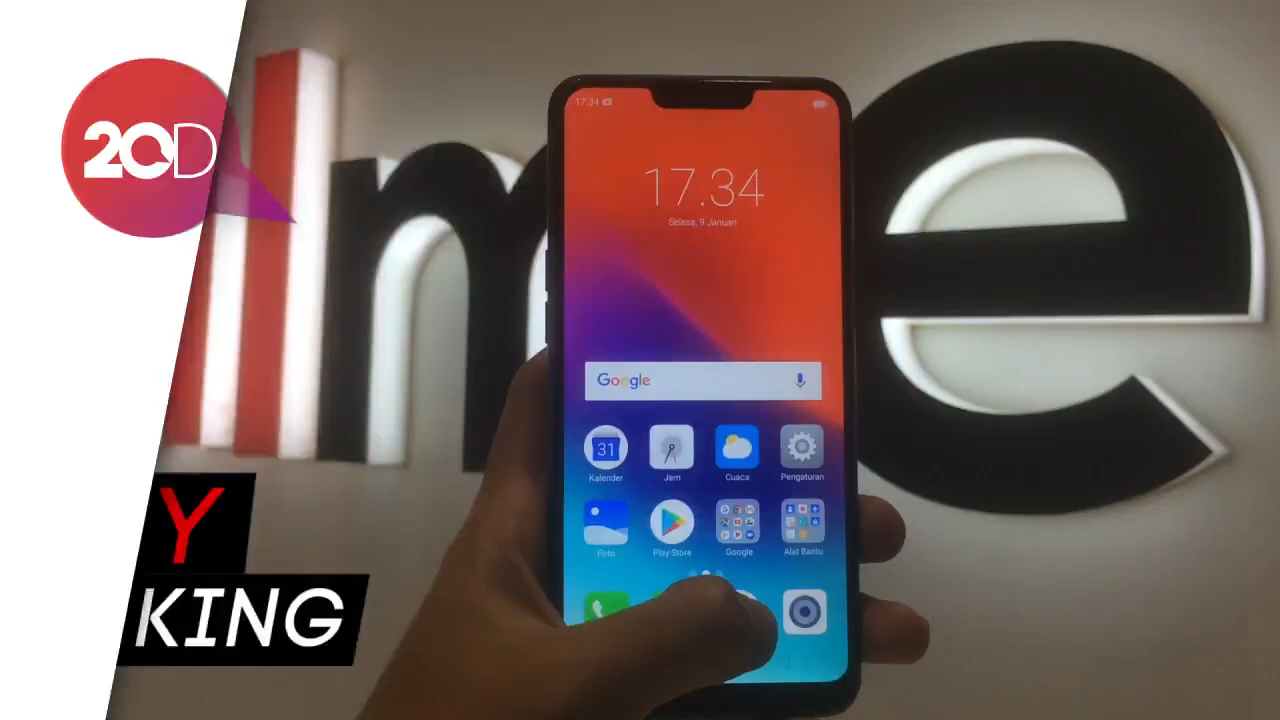 20D
lme
17.34
17.34
Selasa, 9 Januari
Google
31
Kalender
Jam
Cuaca
Pengaturan
Foto
Play Store
Google
Alat Bantu
Y
KING